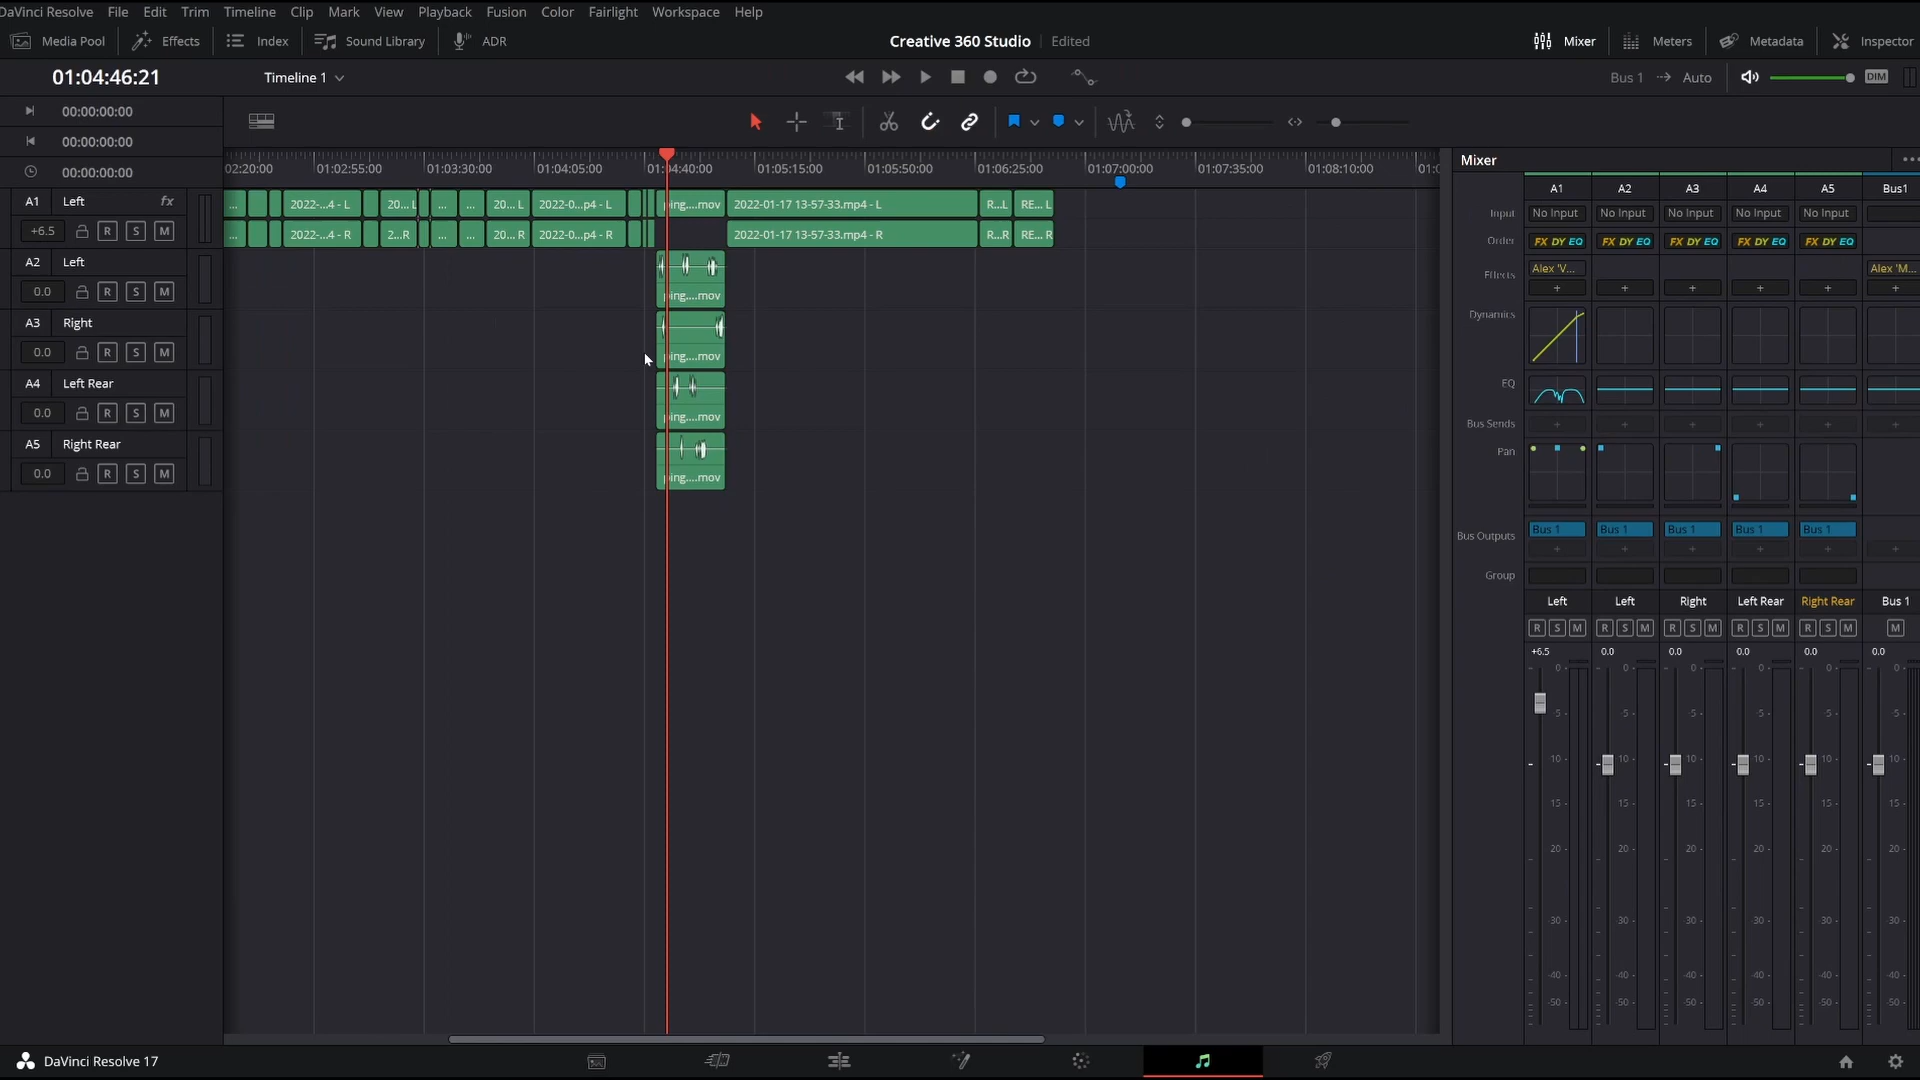 DaVinci Resolve File Edit Trim Timeline Clip Mark View Playback Fusion Color Fairlight Workspace Help
Media Pool Effects Index Sound Library ADR Creative 360 Studio Edited Mixer Meters Metadata Inspector
01:04:46:21 Timeline 1 Bus 1 Auto DIM
00:00:00:00
00:00:00:00
00:00:00:00
02:20:00 01:02:55:00 01:03:30:00 01:04:05:00 01:04:40:00 01:05:15:00 01:05:50:00 01:06:25:00 01:07:00:00 01:07:35:00 01:08:10:00
A1 Left fx
+6.5 R S M
... 2022-...4 - L 20... L ... ... 20... L 2022-0...p4 - L ping....mov 2022-01-17 13-57-33.mp4 - L R...L RE... L
... 2022-...4 - R 2...R ... ... 20... R 2022-0...p4 - R 2022-01-17 13-57-33.mp4 - R R...R RE... R
A2 Left
0.0 R S M
ping....mov
A3 Right
0.0 R S M
ping....mov
A4 Left Rear
0.0 R S M
ping....mov
A5 Right Rear
0.0 R S M
ping....mov
Mixer
A1 A2 A3 A4 A5 Bus1
Input No Input No Input No Input No Input No Input
Order FX DY EQ FX DY EQ FX DY EQ FX DY EQ FX DY EQ
Effects Alex 'V... Alex 'M...
+ + + + + +
Dynamics
EQ
Bus Sends + + + + +
Pan
Bus Outputs Bus 1 Bus 1 Bus 1 Bus 1 Bus 1
+ + + + + +
Group
Left Left Right Left Rear Right Rear Bus 1
R S M R S M R S M R S M R S M M
+6.5 0.0 0.0 0.0 0.0 0.0
0 0 0 0 0 0
5 5 5 5 5 5
10 10 10 10 10 10
15 15 15 15 15 15
20 20 20 20 20 20
30 30 30 30 30 30
40 40 40 40 40 40
50 50 50 50 50 50
DaVinci Resolve 17